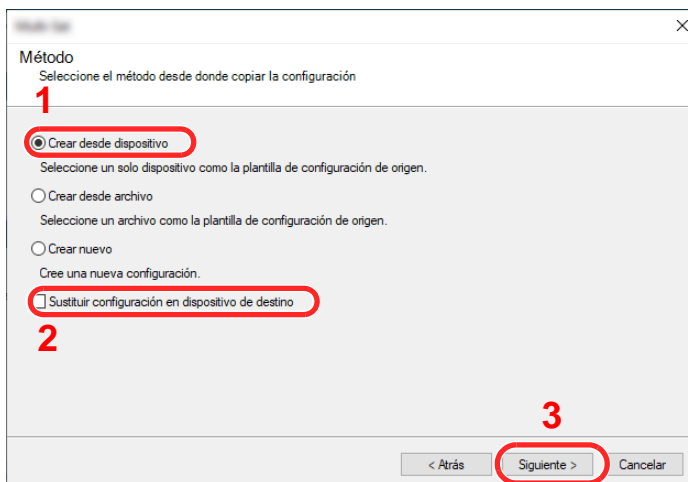 Método
Seleccione el método desde donde copiar la configuración
1
Crear desde dispositivo
Seleccione un solo dispositivo como la plantilla de configuración de origen.
Crear desde archivo
Seleccione un archivo como la plantilla de configuración de origen.
Crear nuevo
Cree una nueva configuración.
Sustituir configuración en dispositivo de destino
2
3
< Atrás
Siguiente >
Cancelar